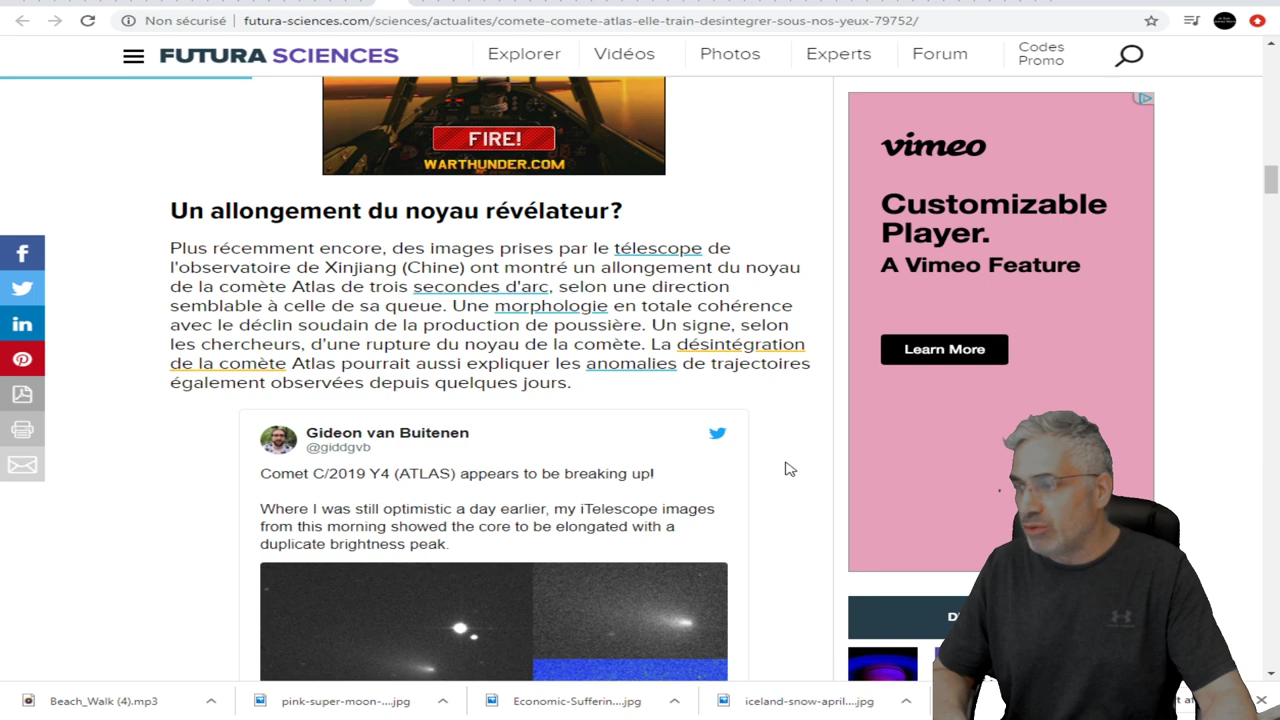 Non sécurisé | futura-sciences.com/sciences/actualites/comete-comete-atlas-elle-train-desintegrer-sous-nos-yeux-79752/
FUTURA SCIENCES
Explorer
Vidéos
Photos
Experts
Forum
Codes
Promo
FIRE!
WARTHUNDER.COM
Un allongement du noyau révélateur?
Plus récemment encore, des images prises par le télescope de
l'observatoire de Xinjiang (Chine) ont montré un allongement du noyau
de la comète Atlas de trois secondes d'arc, selon une direction
semblable à celle de sa queue. Une morphologie en totale cohérence
avec le déclin soudain de la production de poussière. Un signe, selon
les chercheurs, d'une rupture du noyau de la comète. La désintégration
de la comète Atlas pourrait aussi expliquer les anomalies de trajectoires
également observées depuis quelques jours.
Gideon van Buitenen
@giddgvb
Comet C/2019 Y4 (ATLAS) appears to be breaking up!
Where I was still optimistic a day earlier, my iTelescope images
from this morning showed the core to be elongated with a
duplicate brightness peak.
vimeo
Customizable
Player.
A Vimeo Feature
Learn More
Beach_Walk (4).mp3
pink-super-moon-....jpg
Economic-Sufferin....jpg
iceland-snow-april....jpg